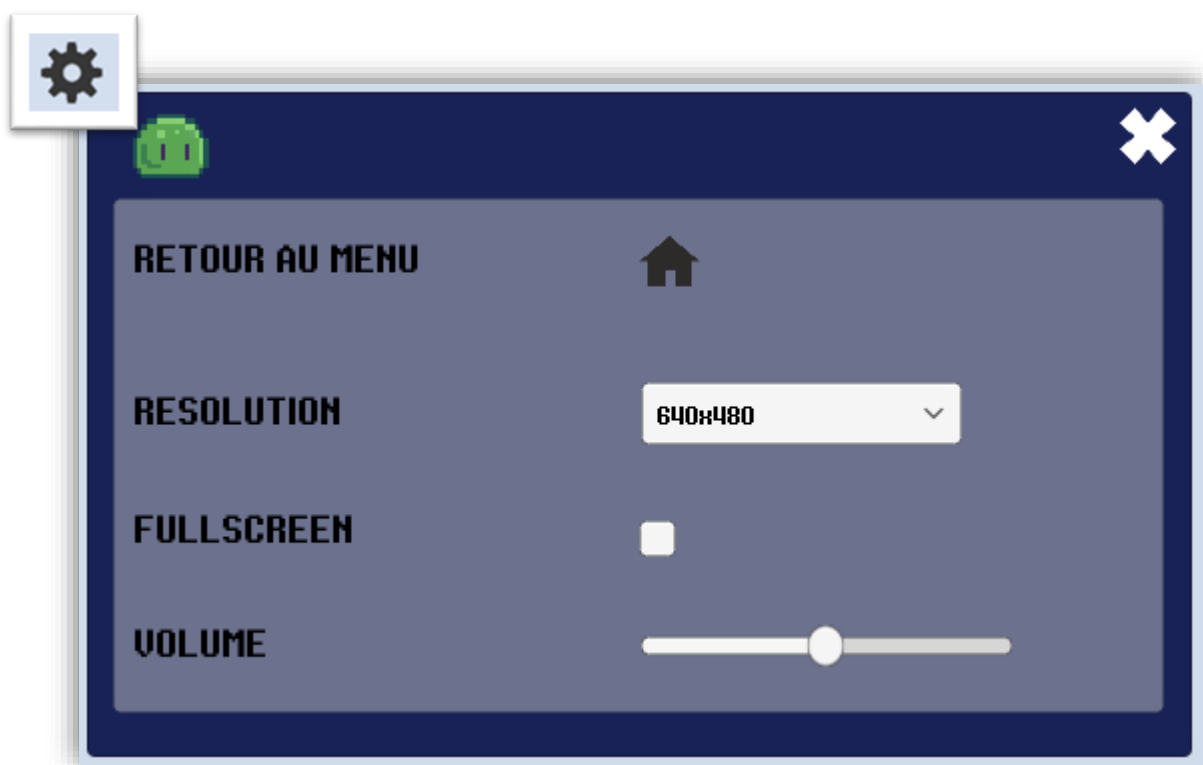 RETOUR AU MENU
RESOLUTION
640x480
FULLSCREEN
VOLUME